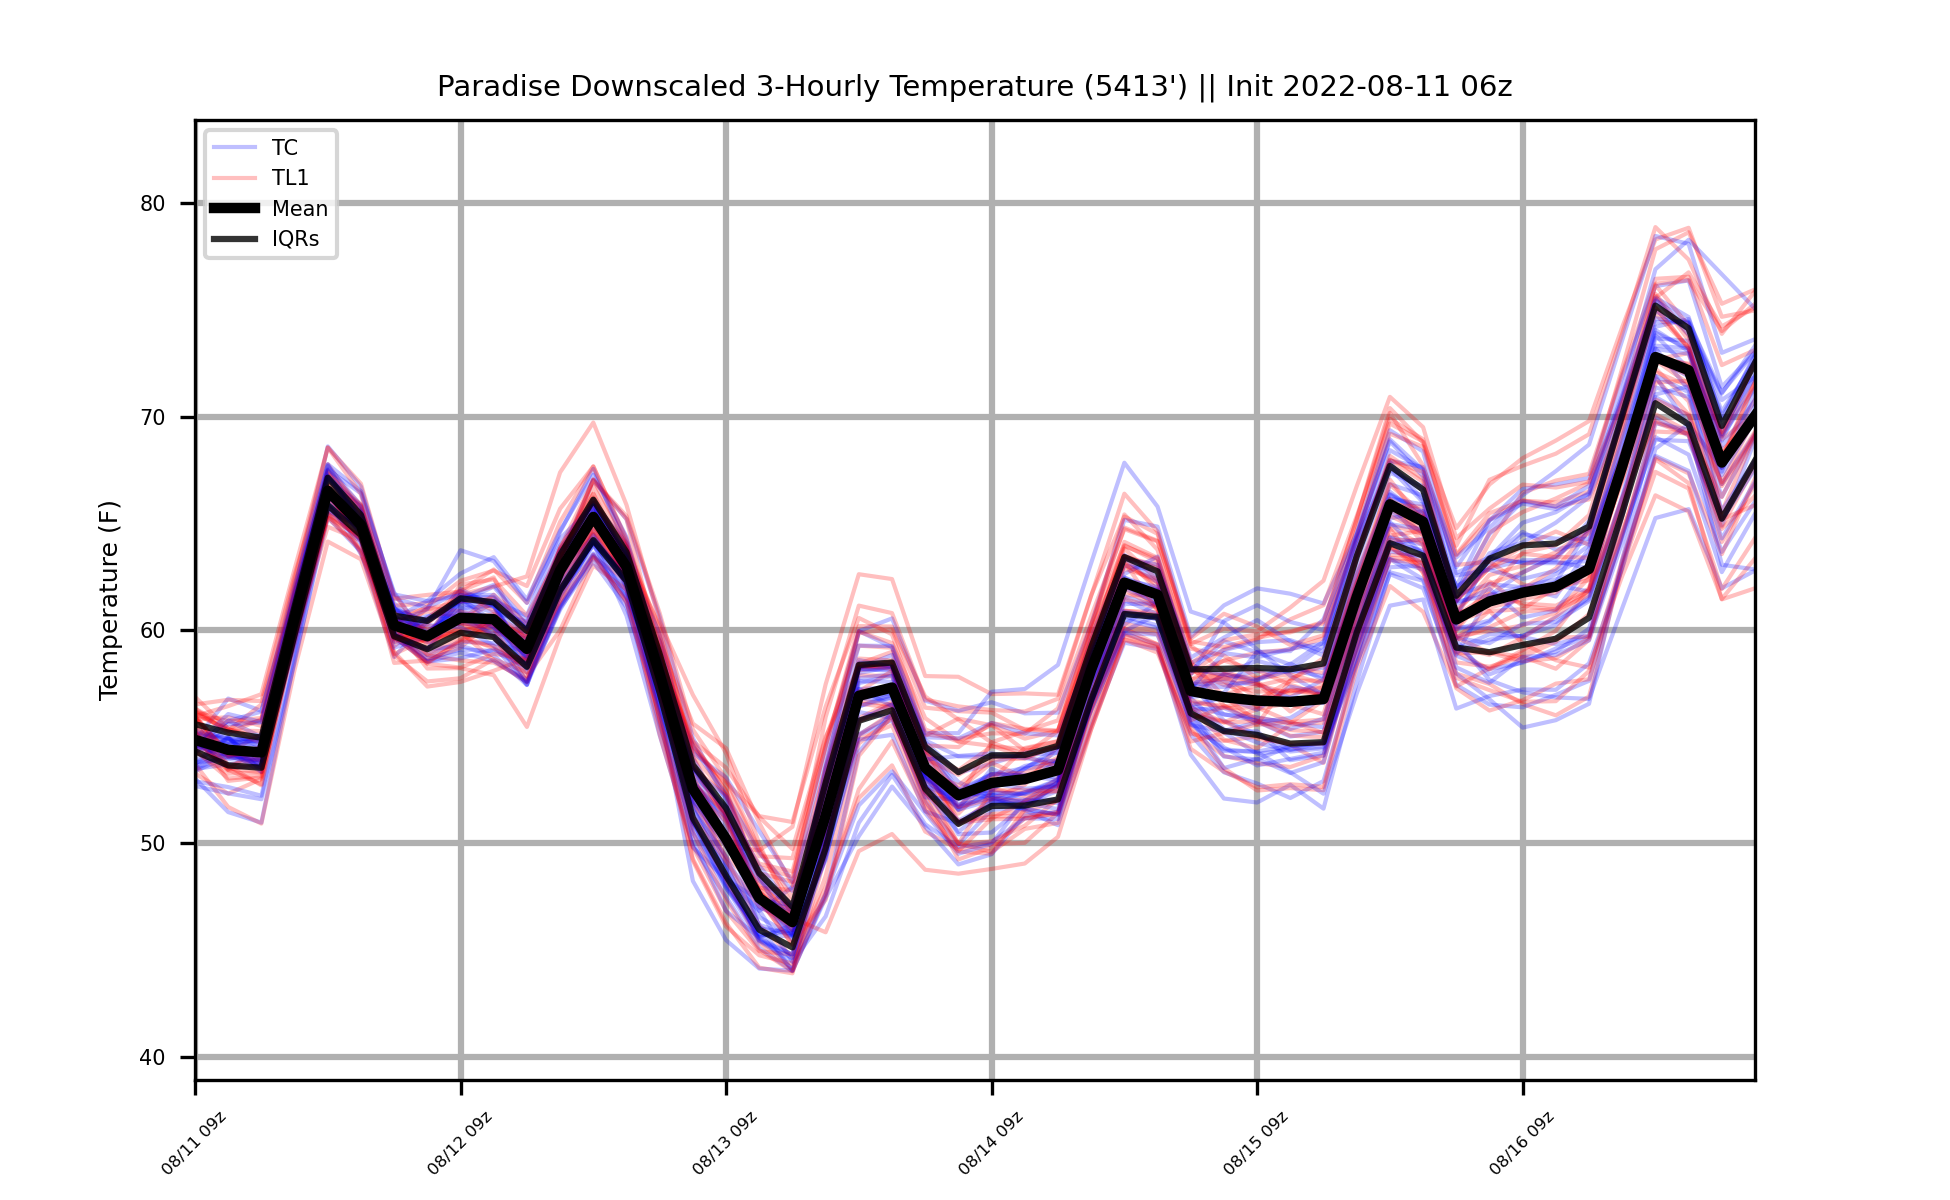 Paradise Downscaled 3-Hourly Temperature (5413') || Init 2022-08-11 06z
TC
TL1
Mean
IQRs
Temperature (F)
80
70
60
50
40
08/11 09z
08/12 09z
08/13 09z
08/14 09z
08/15 09z
08/16 09z